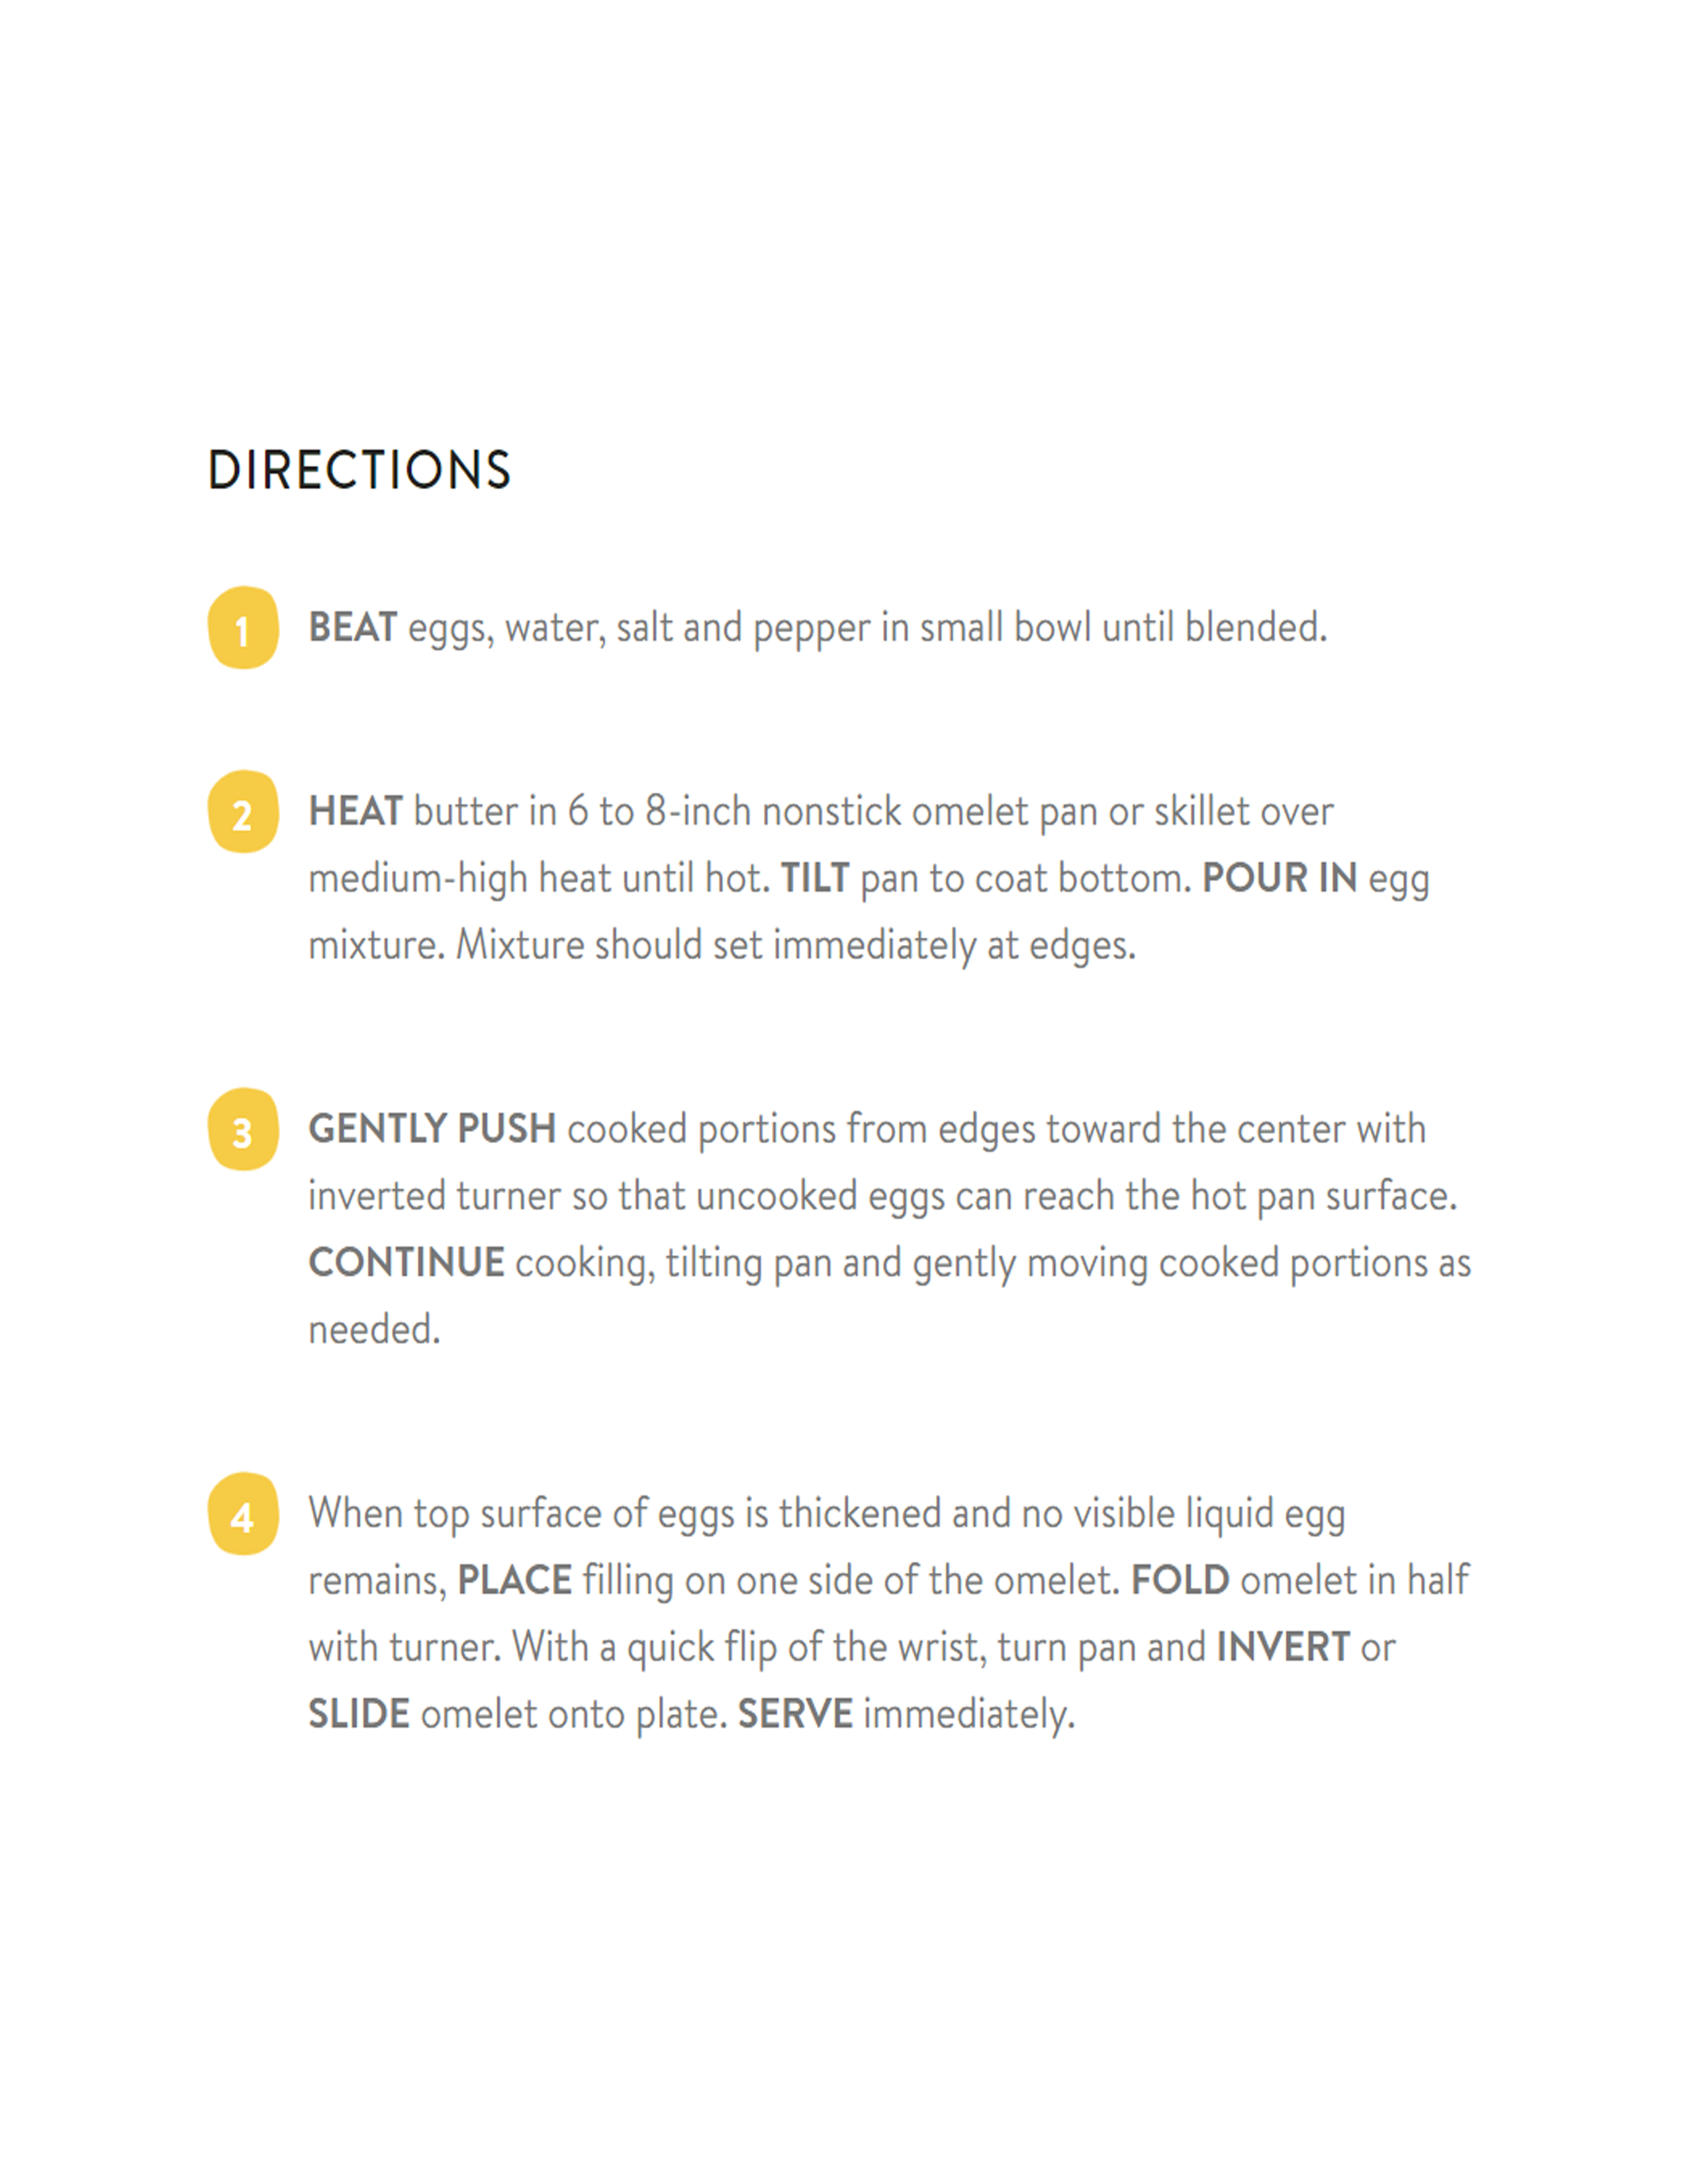 DIRECTIONS
1 BEAT eggs, water, salt and pepper in small bowl until blended.
2 HEAT butter in 6 to 8-inch nonstick omelet pan or skillet over
medium-high heat until hot. TILT pan to coat bottom. POUR IN egg
mixture. Mixture should set immediately at edges.
3 GENTLY PUSH cooked portions from edges toward the center with
inverted turner so that uncooked eggs can reach the hot pan surface.
CONTINUE cooking, tilting pan and gently moving cooked portions as
needed.
4 When top surface of eggs is thickened and no visible liquid egg
remains, PLACE filling on one side of the omelet. FOLD omelet in half
with turner. With a quick flip of the wrist, turn pan and INVERT or
SLIDE omelet onto plate. SERVE immediately.